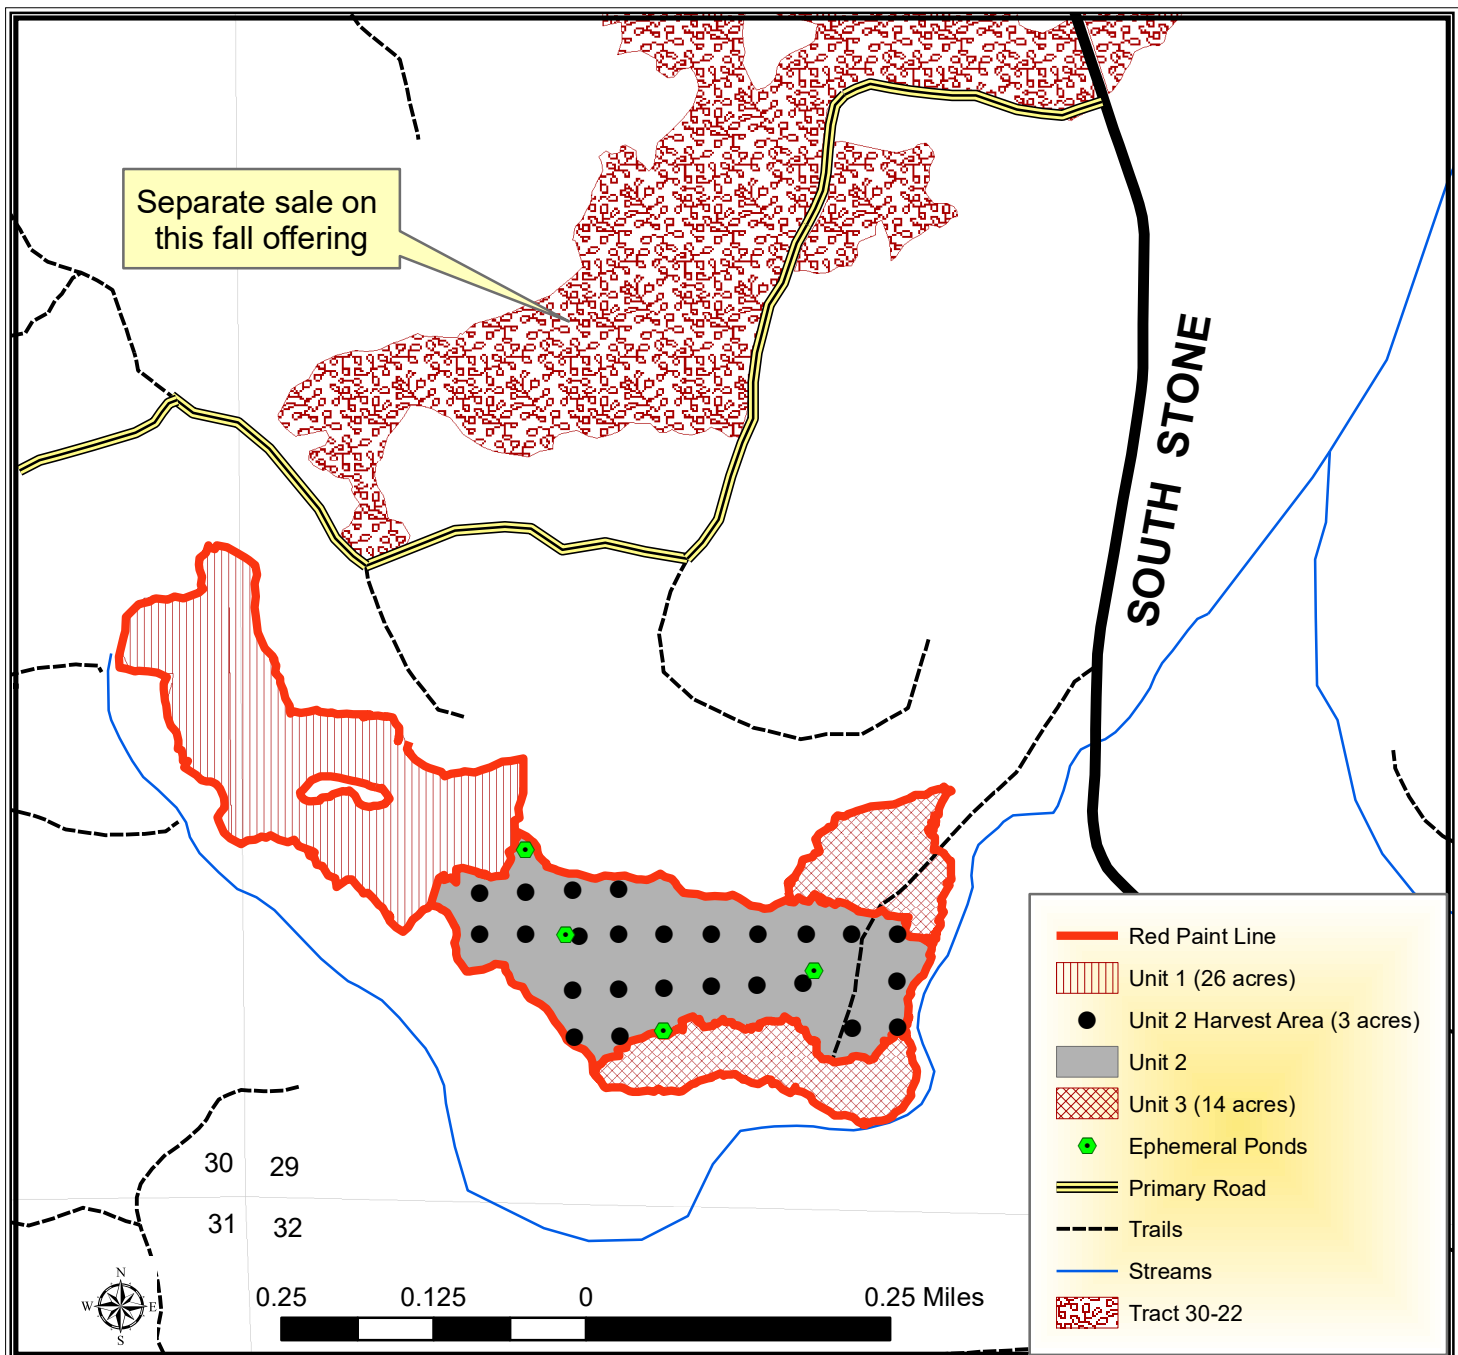 Separate sale on
this fall offering
SOUTH STONE
Red Paint Line
Unit 1 (26 acres)
Unit 2 Harvest Area (3 acres)
Unit 2
Unit 3 (14 acres)
Ephemeral Ponds
Primary Road
Trails
Streams
Tract 30-22
30 29
31 32
N
W E
S
0.25 0.125 0 0.25 Miles